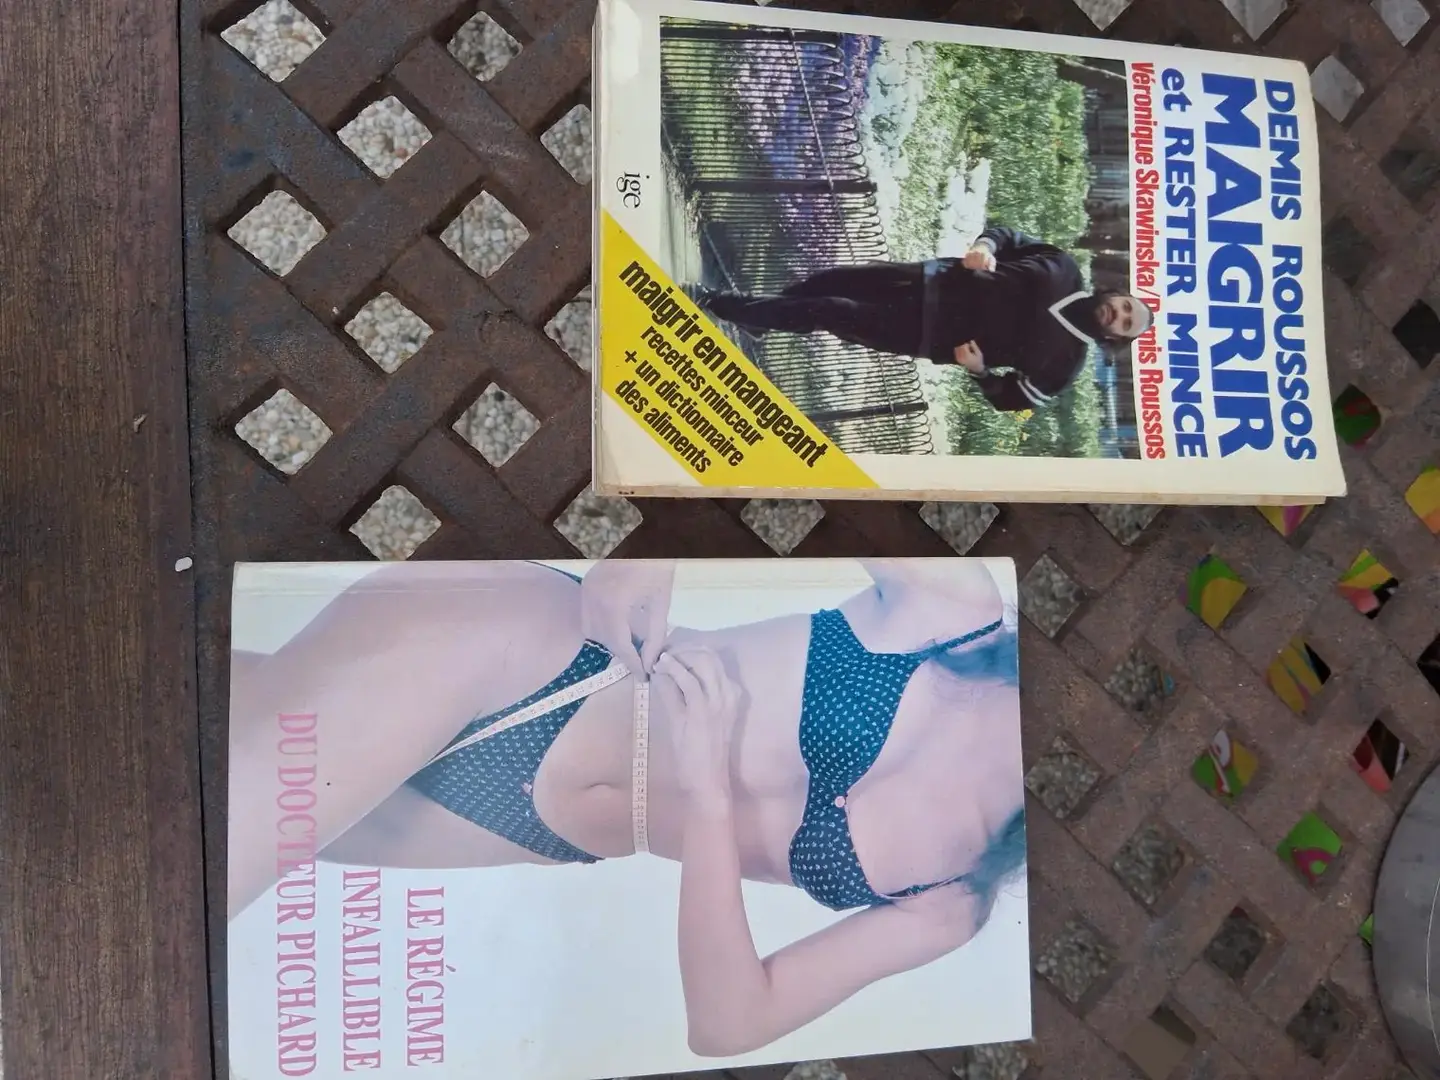 DEMIS ROUSSOS
MAIGRIR
et RESTER MINCE
Véronique Skawinska/Demis Roussos
maigrir en mangeant
recettes minceur
+ un dictionnaire
des aliments
ige
LE RÉGIME
INFAILLIBLE
DU DOCTEUR PICHARD